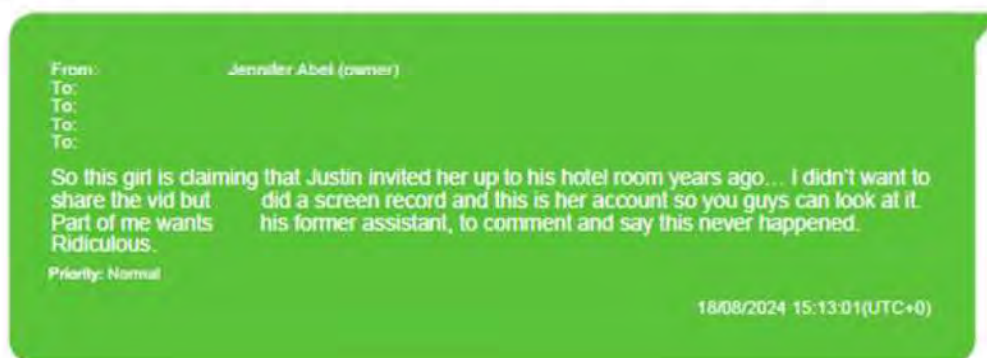 From: Jennifer Abel (owner)
To:
To:
To:
To:
So this girl is claiming that Justin invited her up to his hotel room years ago... I didn't want to
share the vid but did a screen record and this is her account so you guys can look at it.
Part of me wants his former assistant, to comment and say this never happened.
Ridiculous.
Priority: Normal
18/08/2024 15:13:01(UTC+0)